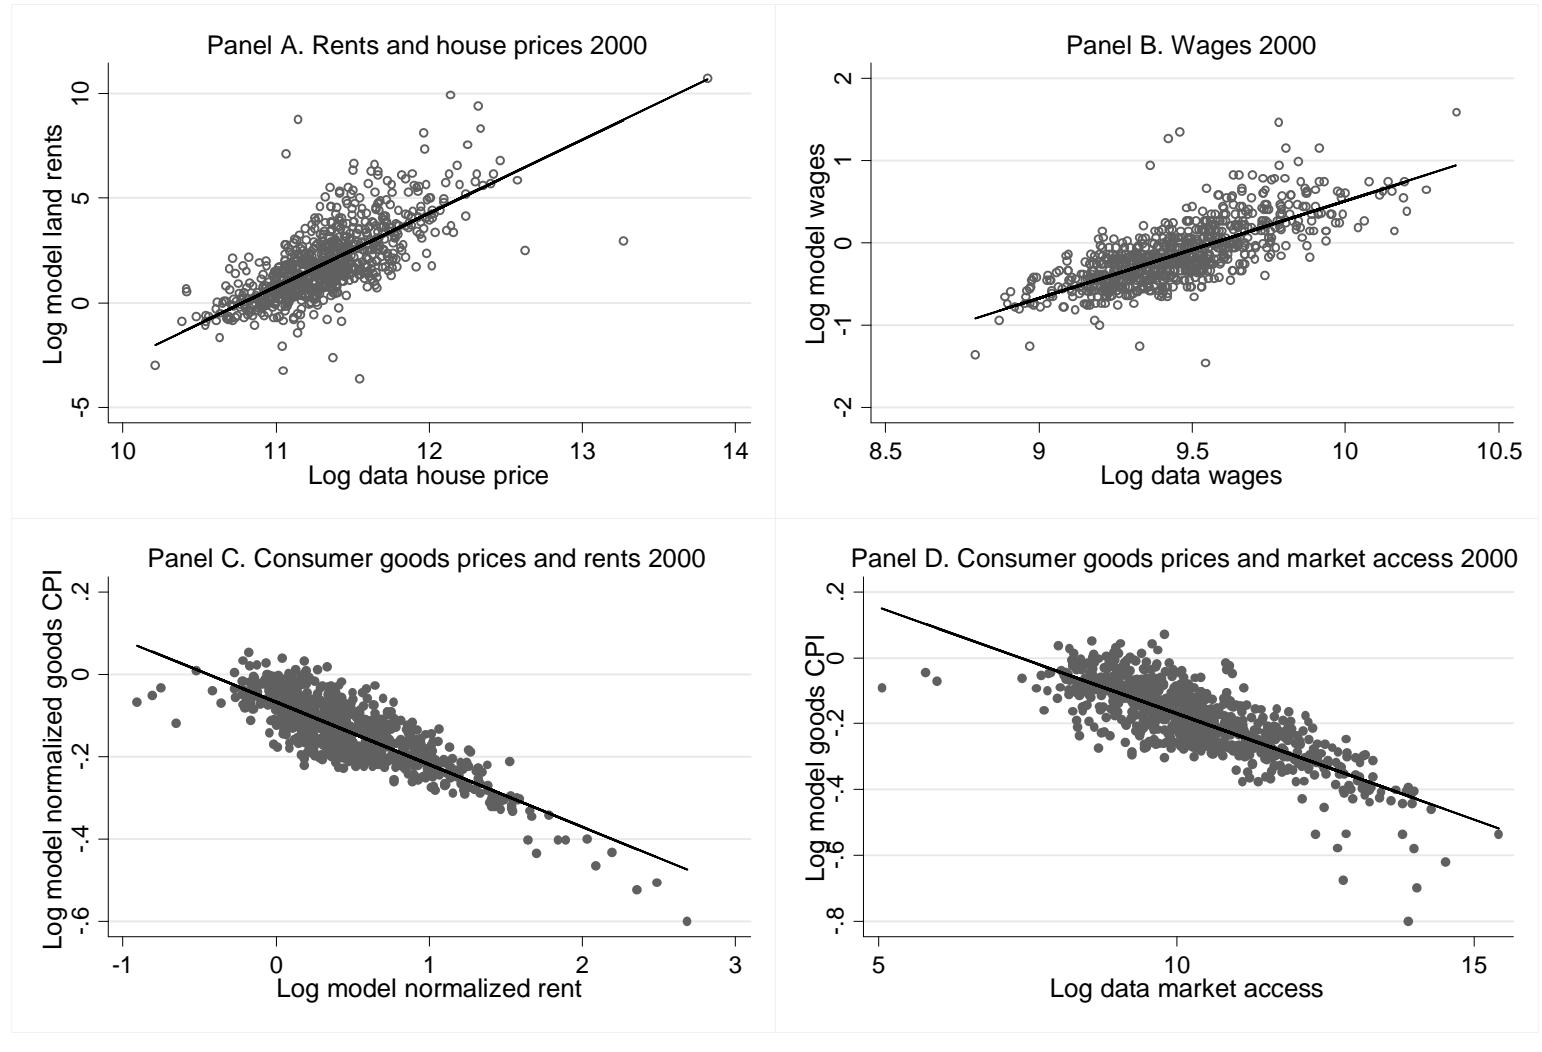 Panel A. Rents and house prices 2000
Log model land rents
10
5
0
-5
10 11 12 13 14
Log data house price
Panel B. Wages 2000
Log model wages
2
1
0
-1
-2
8.5 9 9.5 10 10.5
Log data wages
Panel C. Consumer goods prices and rents 2000
Log model normalized goods CPI
.2
0
-.2
-.4
-.6
-1 0 1 2 3
Log model normalized rent
Panel D. Consumer goods prices and market access 2000
Log model goods CPI
.2
0
-.2
-.4
-.6
-.8
5 10 15
Log data market access